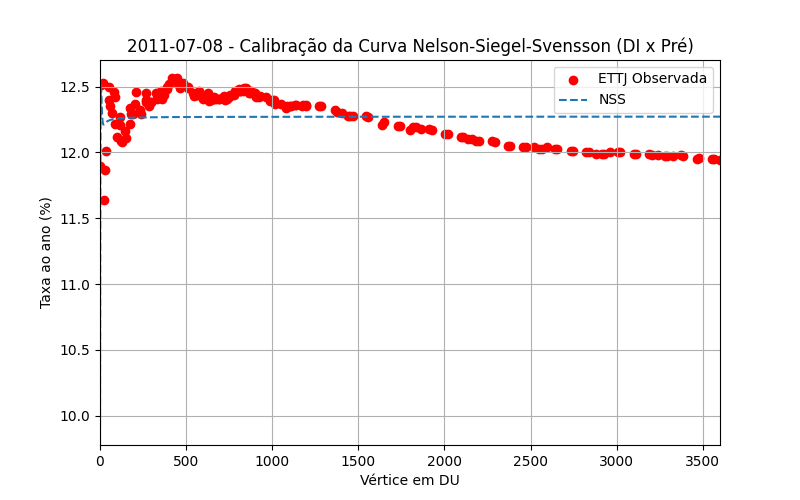 2011-07-08 - Calibração da Curva Nelson-Siegel-Svensson (DI x Pré)
ETTJ Observada
NSS
Taxa ao ano (%)
12.5
12.0
11.5
11.0
10.5
10.0
0 500 1000 1500 2000 2500 3000 3500
Vértice em DU